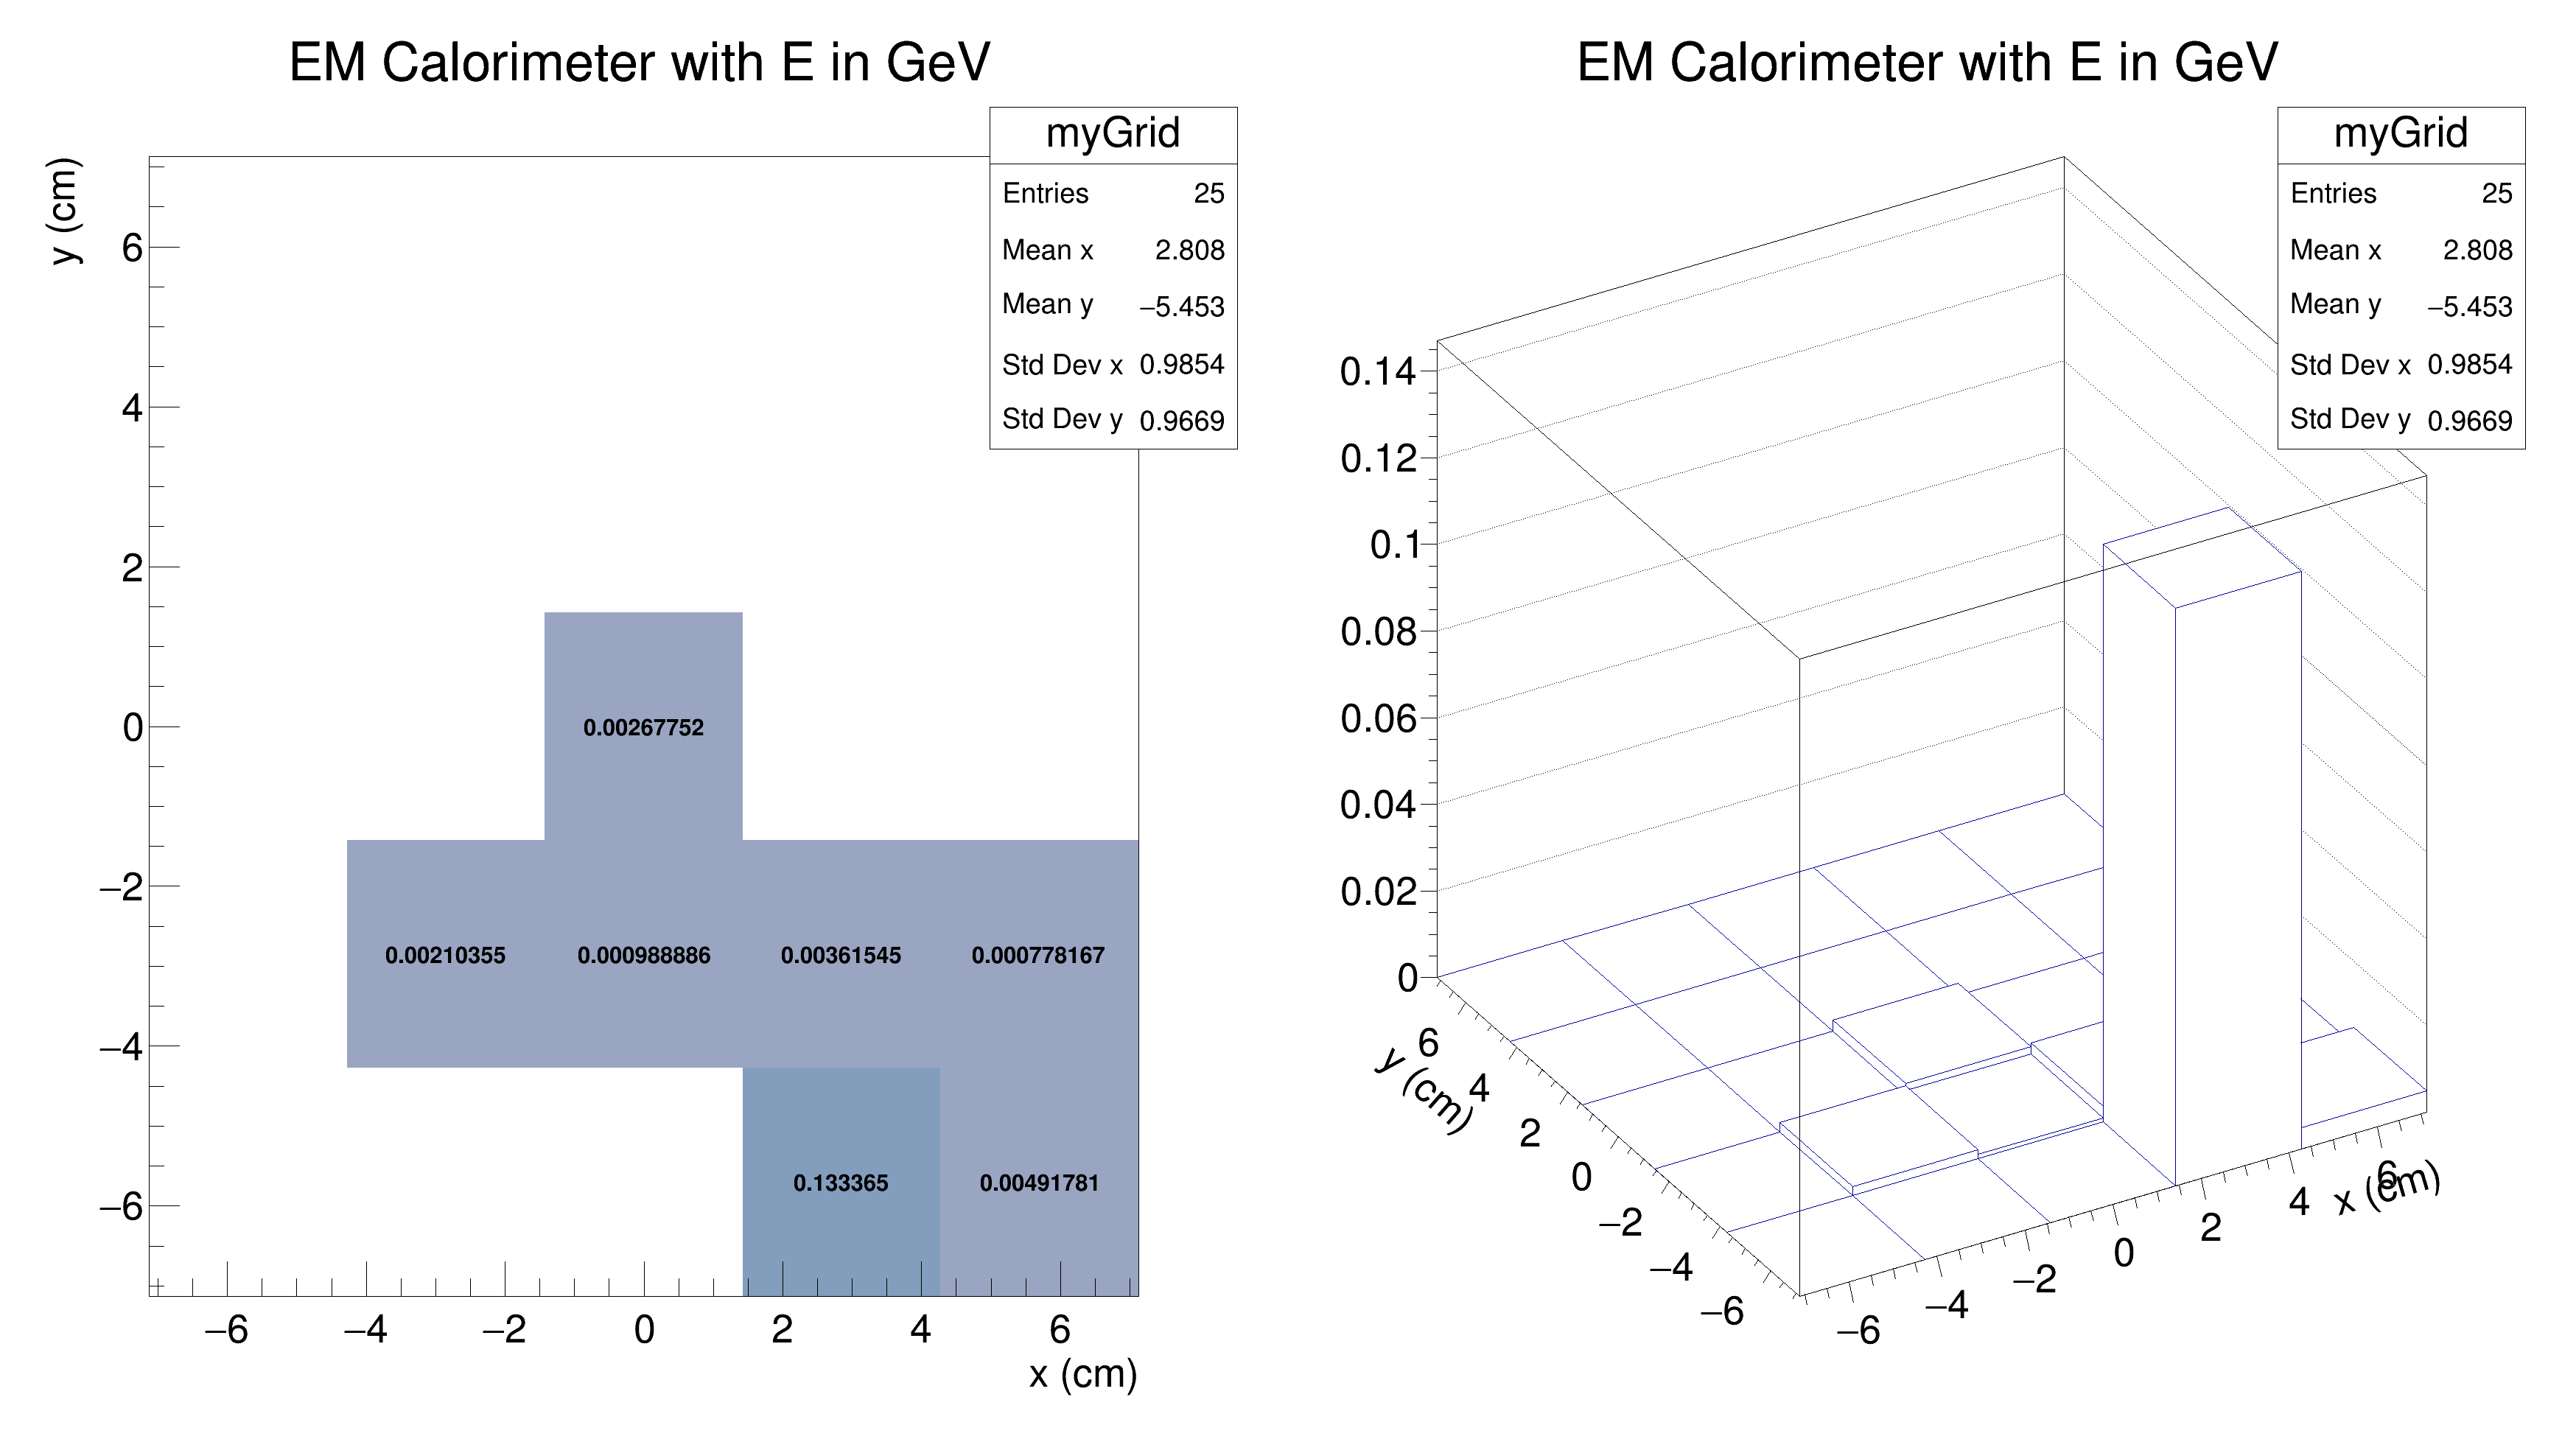 EM Calorimeter with E in GeV
myGrid
Entries 25
Mean x 2.808
Mean y −5.453
Std Dev x 0.9854
Std Dev y 0.9669
y (cm)
6
4
2
0
−2
−4
−6
0.00267752
0.00210355 0.000988886 0.00361545 0.000778167
0.133365 0.00491781
−6 −4 −2 0 2 4 6
x (cm)
EM Calorimeter with E in GeV
myGrid
Entries 25
Mean x 2.808
Mean y −5.453
Std Dev x 0.9854
Std Dev y 0.9669
0.14
0.12
0.1
0.08
0.06
0.04
0.02
0
y (cm)
6
4
2
0
−2
−4
−6
−6
−4
−2
0
2
4
6
x (cm)